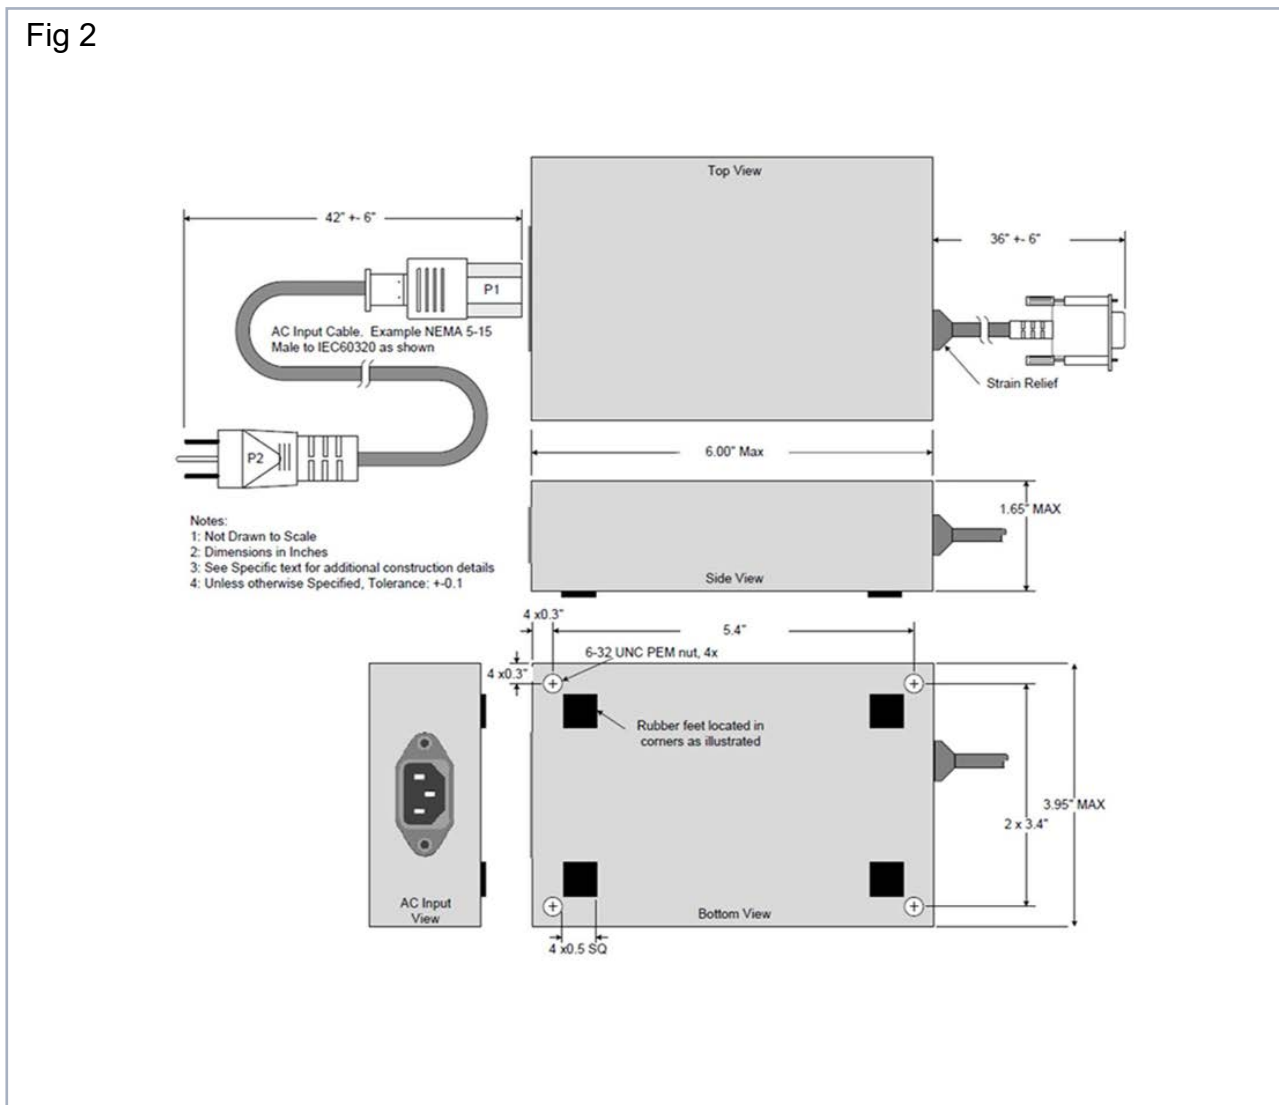 Fig 2
Top View
42" +- 6"
36" +- 6"
P1
AC Input Cable.  Example NEMA 5-15
Male to IEC60320 as shown
Strain Relief
P2
6.00" Max
1.65" MAX
Notes:
1: Not Drawn to Scale
2: Dimensions in Inches
3: See Specific text for additional construction details
4: Unless otherwise Specified, Tolerance: +-0.1
Side View
4 x0.3"
5.4"
6-32 UNC PEM nut, 4x
4 x0.3"
Rubber feet located in
corners as illustrated
3.95" MAX
2 x 3.4"
AC Input
View
Bottom View
4 x0.5 SQ